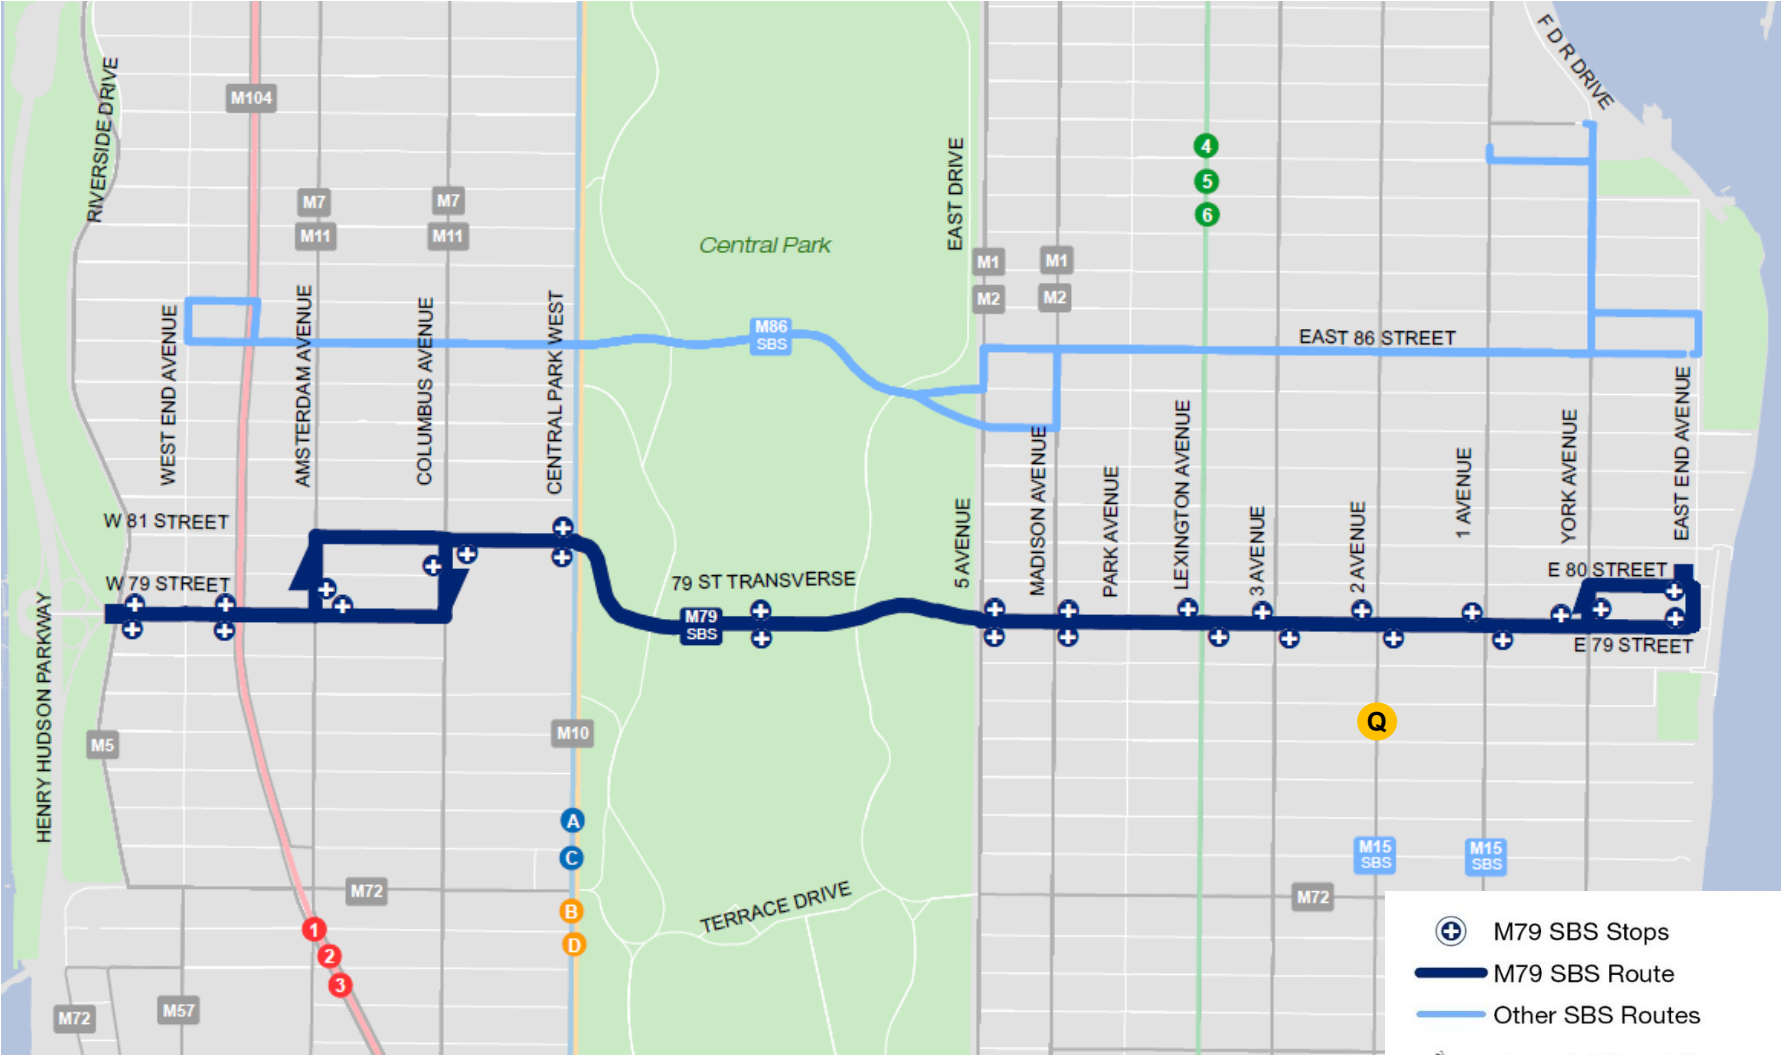 F D R DRIVE
RIVERSIDE DRIVE
M104
EAST DRIVE
4
5
6
M7
M11
M7
M11
Central Park
M1
M2
M1
M2
WEST END AVENUE
AMSTERDAM AVENUE
COLUMBUS AVENUE
CENTRAL PARK WEST
M86
SBS
EAST 86 STREET
5 AVENUE
MADISON AVENUE
PARK AVENUE
LEXINGTON AVENUE
3 AVENUE
2 AVENUE
1 AVENUE
YORK AVENUE
EAST END AVENUE
W 81 STREET
W 79 STREET
79 ST TRANSVERSE
E 80 STREET
M79
SBS
E 79 STREET
HENRY HUDSON PARKWAY
M5
M10
Q
A
C
B
D
M15
SBS
M15
SBS
M72
TERRACE DRIVE
M72
1
2
3
M72
M57
M79 SBS Stops
M79 SBS Route
Other SBS Routes